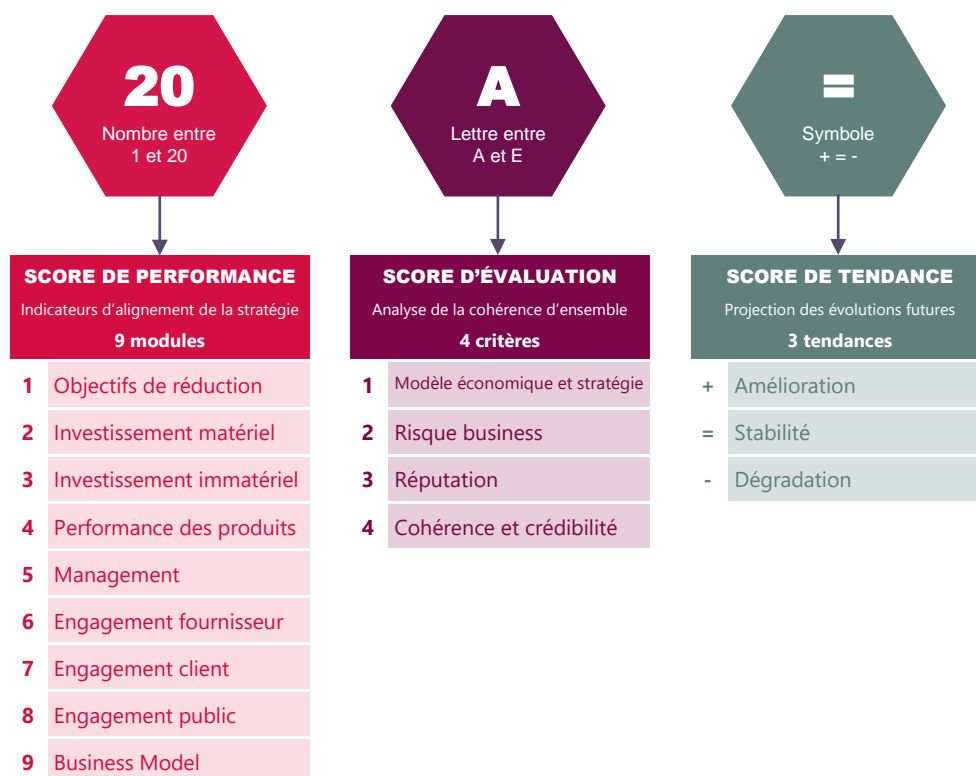 20
Nombre entre
1 et 20
A
Lettre entre
A et E
=
Symbole
+ = -
SCORE DE PERFORMANCE
Indicateurs d'alignement de la stratégie
9 modules
1 Objectifs de réduction
2 Investissement matériel
3 Investissement immatériel
4 Performance des produits
5 Management
6 Engagement fournisseur
7 Engagement client
8 Engagement public
9 Business Model
SCORE D'ÉVALUATION
Analyse de la cohérence d'ensemble
4 critères
1 Modèle économique et stratégie
2 Risque business
3 Réputation
4 Cohérence et crédibilité
SCORE DE TENDANCE
Projection des évolutions futures
3 tendances
+ Amélioration
= Stabilité
- Dégradation